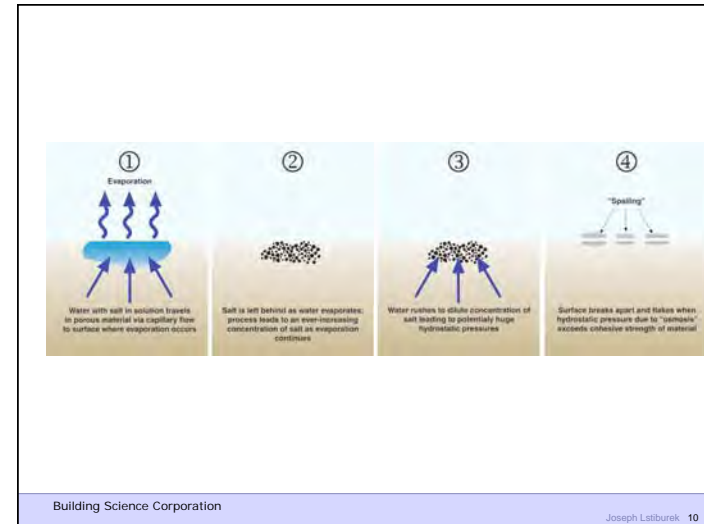 ①
Evaporation
Water with salt in solution travels
in porous material via capillary flow
to surface where evaporation occurs
②
Salt is left behind as water evaporates;
process leads to an ever-increasing
concentration of salt as evaporation
continues
③
Water rushes to dilute concentration of
salt leading to potentialy huge
hydrostatic pressures
④
"Spalling"
Surface breaks apart and flakes when
hydrostatic pressure due to "osmosis"
exceeds cohesive strength of material
Building Science Corporation
Joseph Lstiburek 10